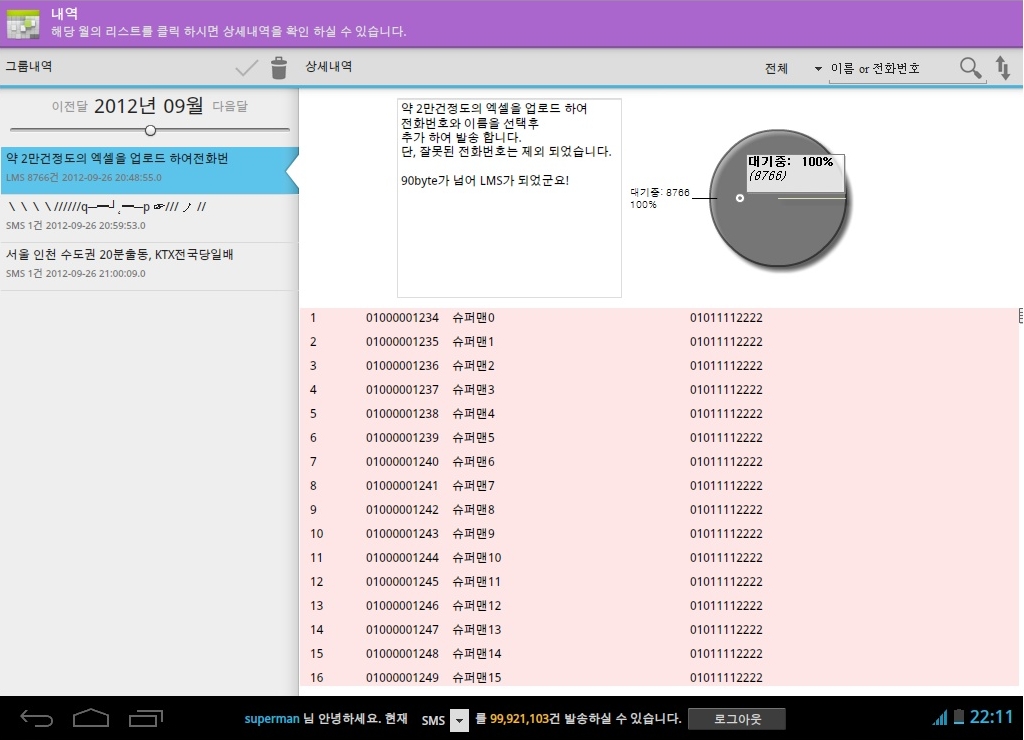 내역
해당 월의 리스트를 클릭 하시면 상세내역을 확인 하실 수 있습니다.
그룹내역
상세내역
전체
이름 or 전화번호
이전달 2012년 09월 다음달
약 2만건정도의 엑셀을 업로드 하여전화번
LMS 8766건 2012-09-26 20:48:55.0
SMS 1건 2012-09-26 20:59:53.0
서울 인천 수도권 20분출동, KTX전국당일배
SMS 1건 2012-09-26 21:00:09.0
약 2만건정도의 엑셀을 업로드 하여
전화번호와 이름을 선택후
추가 하여 발송 합니다.
단, 잘못된 전화번호는 제외 되었습니다.
90byte가 넘어 LMS가 되었군요!
대기중: 8766
100%
대기중: 100%
(8766)
1 01000001234 슈퍼맨0 01011112222
2 01000001235 슈퍼맨1 01011112222
3 01000001236 슈퍼맨2 01011112222
4 01000001237 슈퍼맨3 01011112222
5 01000001238 슈퍼맨4 01011112222
6 01000001239 슈퍼맨5 01011112222
7 01000001240 슈퍼맨6 01011112222
8 01000001241 슈퍼맨7 01011112222
9 01000001242 슈퍼맨8 01011112222
10 01000001243 슈퍼맨9 01011112222
11 01000001244 슈퍼맨10 01011112222
12 01000001245 슈퍼맨11 01011112222
13 01000001246 슈퍼맨12 01011112222
14 01000001247 슈퍼맨13 01011112222
15 01000001248 슈퍼맨14 01011112222
16 01000001249 슈퍼맨15 01011112222
superman 님 안녕하세요. 현재 SMS 를 99,921,103건 발송하실 수 있습니다. 로그아웃
22:11